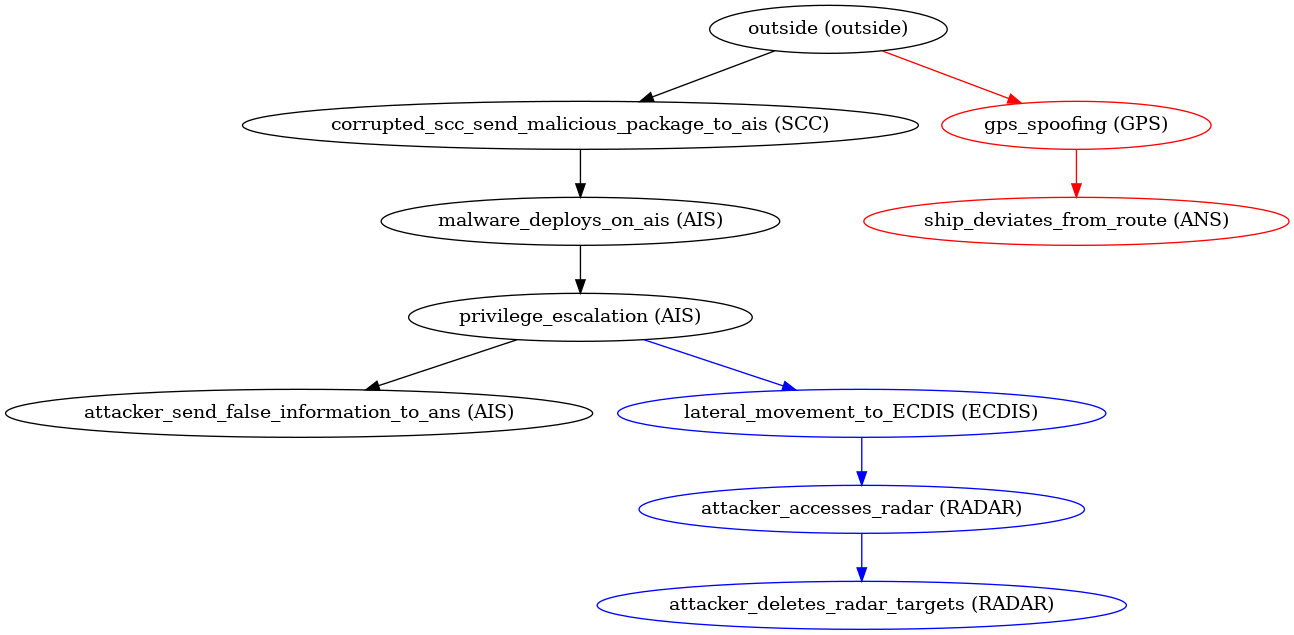 outside (outside)
corrupted_scc_send_malicious_package_to_ais (SCC)
gps_spoofing (GPS)
malware_deploys_on_ais (AIS)
ship_deviates_from_route (ANS)
privilege_escalation (AIS)
attacker_send_false_information_to_ans (AIS)
lateral_movement_to_ECDIS (ECDIS)
attacker_accesses_radar (RADAR)
attacker_deletes_radar_targets (RADAR)